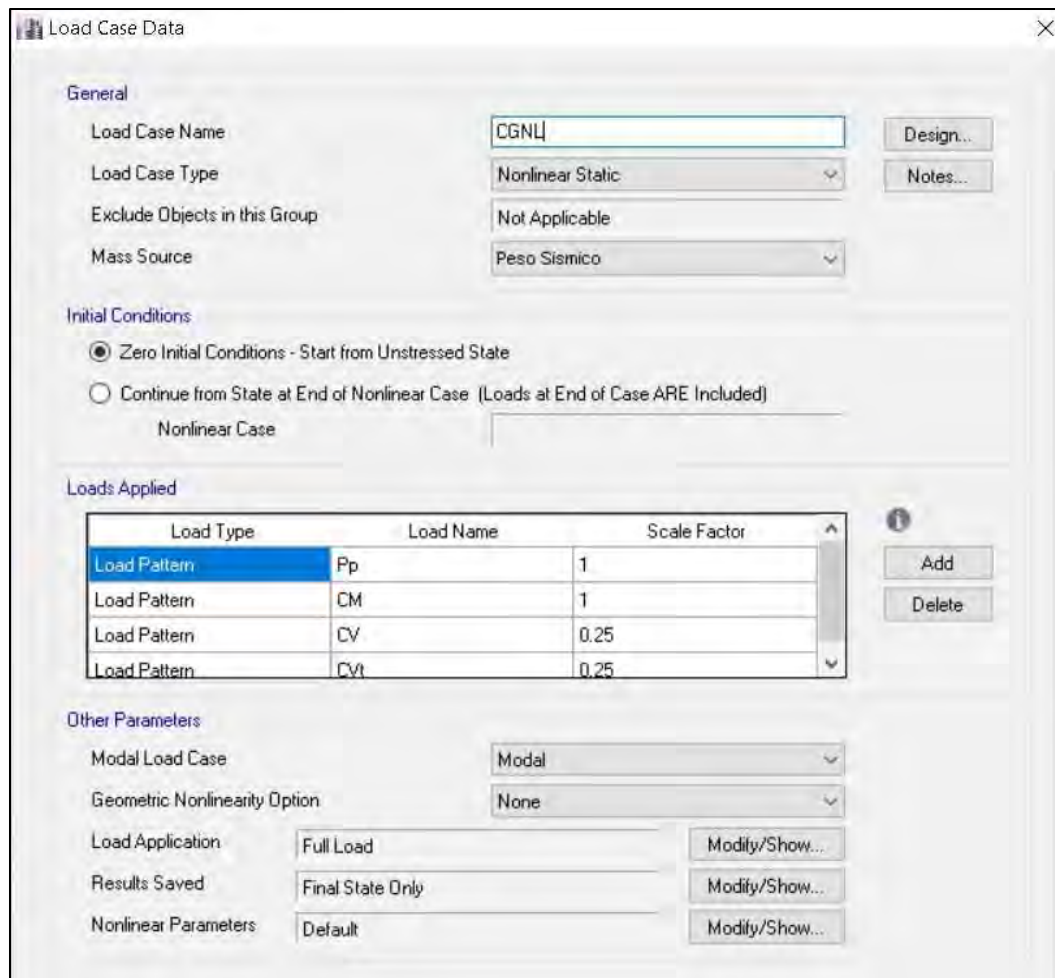 Load Case Data
General
Load Case Name CGNL Design...
Load Case Type Nonlinear Static Notes...
Exclude Objects in this Group Not Applicable
Mass Source Peso Sismico
Initial Conditions
Zero Initial Conditions - Start from Unstressed State
Continue from State at End of Nonlinear Case (Loads at End of Case ARE Included)
Nonlinear Case
Loads Applied
Load Type Load Name Scale Factor
Load Pattern Pp 1 Add
Load Pattern CM 1 Delete
Load Pattern CV 0.25
Load Pattern CVt 0.25
Other Parameters
Modal Load Case Modal
Geometric Nonlinearity Option None
Load Application Full Load Modify/Show...
Results Saved Final State Only Modify/Show...
Nonlinear Parameters Default Modify/Show...